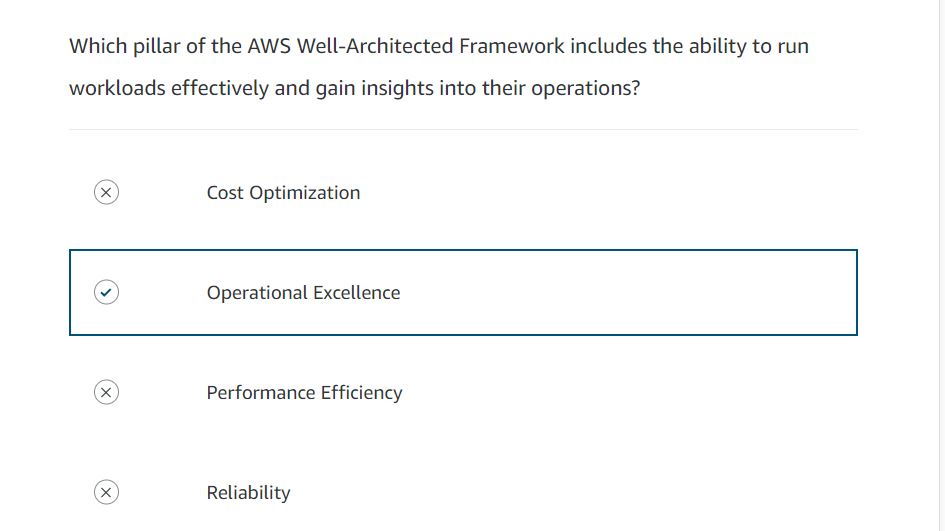 Which pillar of the AWS Well-Architected Framework includes the ability to run
workloads effectively and gain insights into their operations?
Cost Optimization
Operational Excellence
Performance Efficiency
Reliability